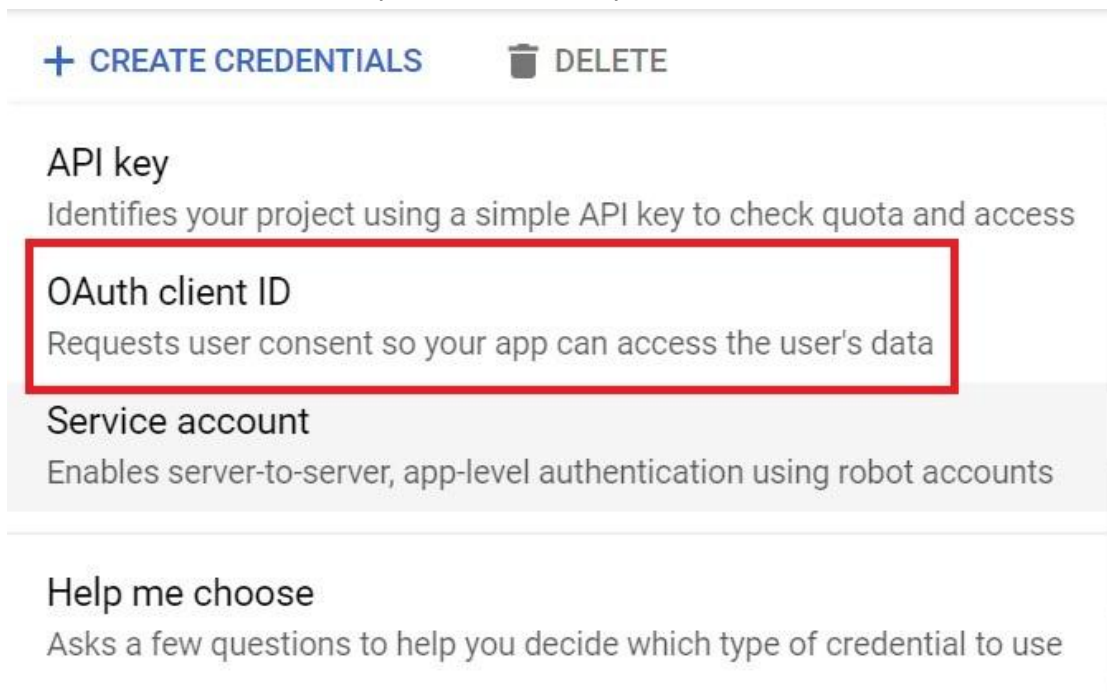 + CREATE CREDENTIALS DELETE
API key
Identifies your project using a simple API key to check quota and access
OAuth client ID
Requests user consent so your app can access the user's data
Service account
Enables server-to-server, app-level authentication using robot accounts
Help me choose
Asks a few questions to help you decide which type of credential to use